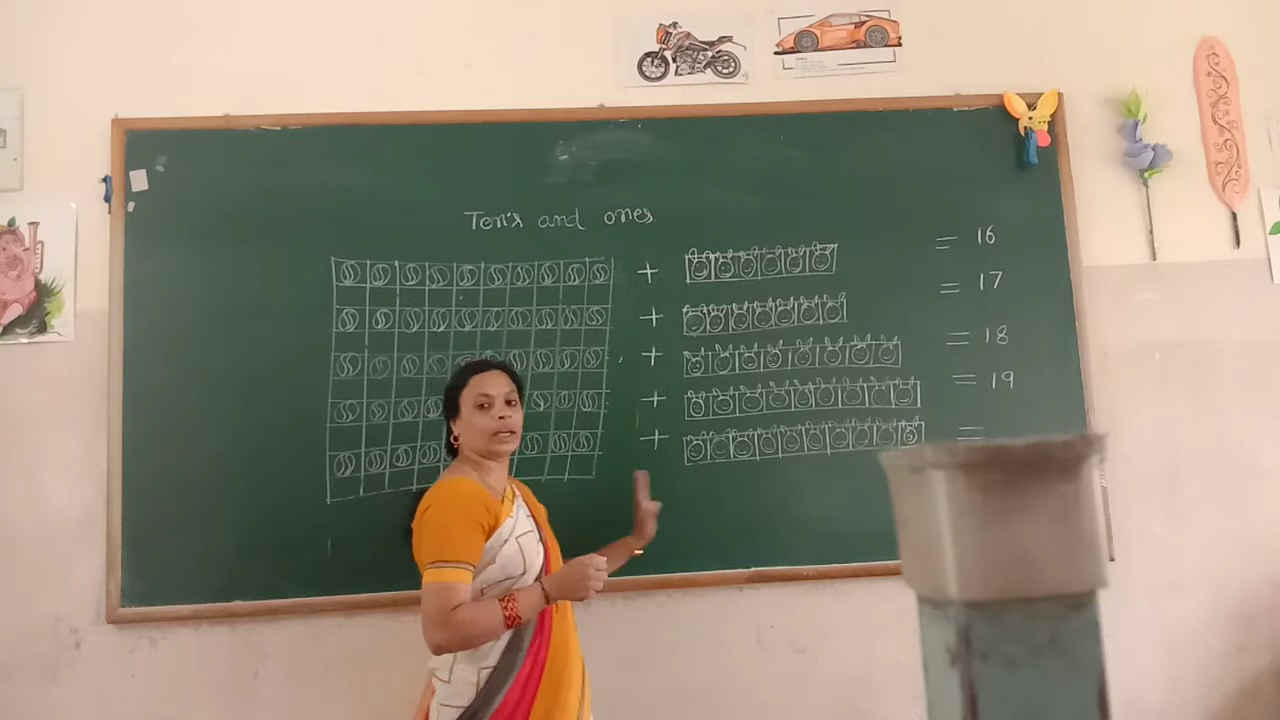 Ten's and ones
+ = 16
+ = 17
+ = 18
+ = 19
+ =